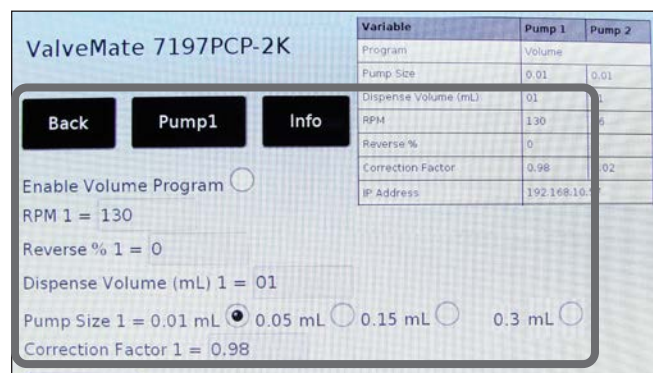 ValveMate 7197PCP-2K
Variable Pump 1 Pump 2
Program Volume
Pump Size 0.01 0.01
Dispense Volume (mL) 01
RPM 130
Reverse % 0
Correction Factor 0.98
IP Address
Back Pump1 Info
Enable Volume Program
RPM 1 = 130
Reverse % 1 = 0
Dispense Volume (mL) 1 = 01
Pump Size 1 = 0.01 mL 0.05 mL 0.15 mL 0.3 mL
Correction Factor 1 = 0.98